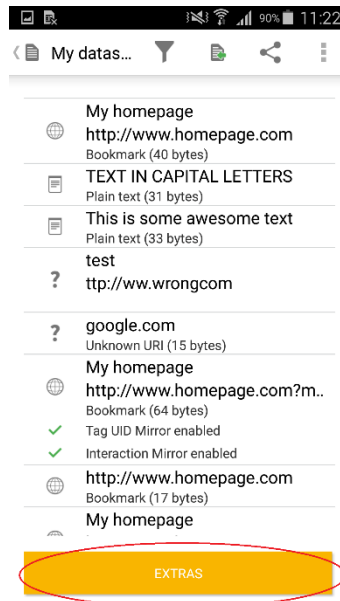 90% 11:22
My datas...
My homepage
http://www.homepage.com
Bookmark (40 bytes)
TEXT IN CAPITAL LETTERS
Plain text (31 bytes)
This is some awesome text
Plain text (33 bytes)
test
ttp://ww.wrongcom
google.com
Unknown URI (15 bytes)
My homepage
http://www.homepage.com?m..
Bookmark (64 bytes)
Tag UID Mirror enabled
Interaction Mirror enabled
http://www.homepage.com
Bookmark (17 bytes)
My homepage
EXTRAS